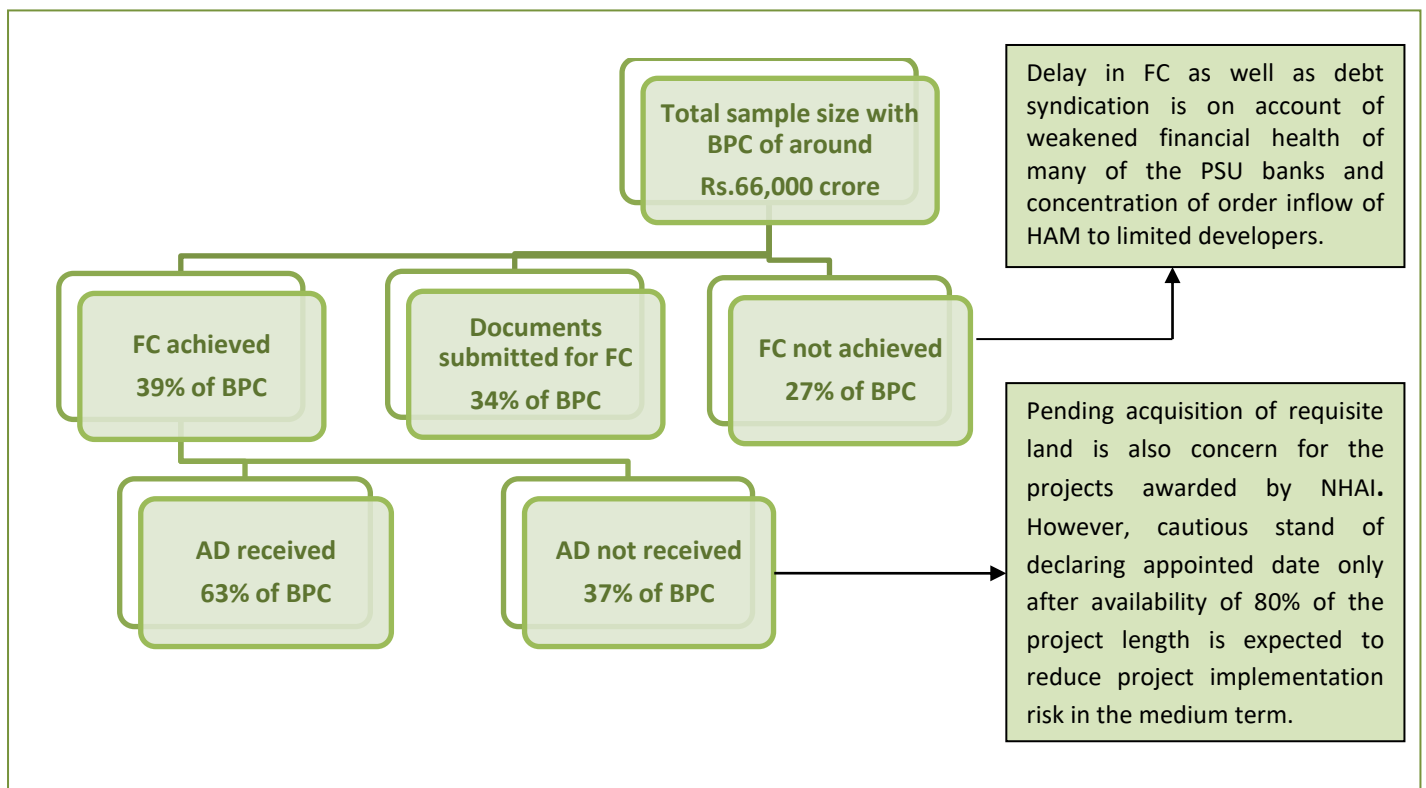 Total sample size with
BPC of around
Rs.66,000 crore
Delay in FC as well as debt
syndication is on account of
weakened financial health of
many of the PSU banks and
concentration of order inflow of
HAM to limited developers.
FC achieved
39% of BPC
Documents
submitted for FC
34% of BPC
FC not achieved
27% of BPC
AD received
63% of BPC
AD not received
37% of BPC
Pending acquisition of requisite
land is also concern for the
projects awarded by NHAI.
However, cautious stand of
declaring appointed date only
after availability of 80% of the
project length is expected to
reduce project implementation
risk in the medium term.